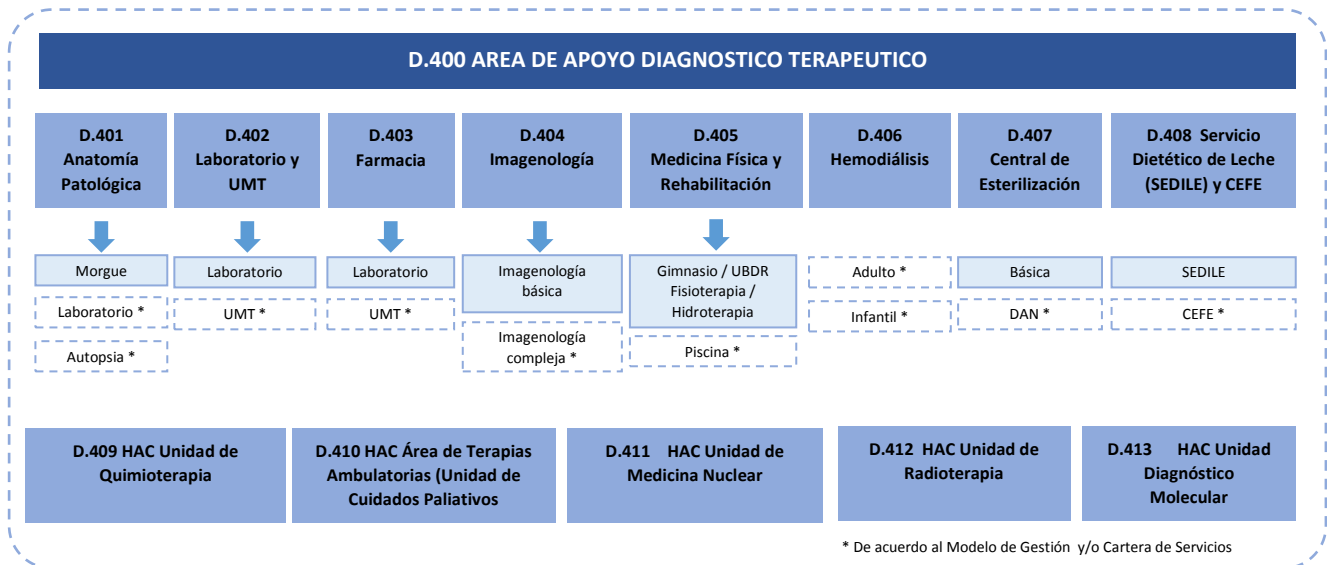 D.400 AREA DE APOYO DIAGNOSTICO TERAPEUTICO
D.401
Anatomía
Patológica
D.402
Laboratorio y
UMT
D.403
Farmacia
D.404
Imagenología
D.405
Medicina Física y
Rehabilitación
D.406
Hemodiálisis
D.407
Central de
Esterilización
D.408 Servicio
Dietético de Leche
(SEDILE) y CEFE
Morgue
Laboratorio *
Autopsia *
Laboratorio
UMT *
Laboratorio
UMT *
Imagenología
básica
Imagenología
compleja *
Gimnasio / UBDR
Fisioterapia /
Hidroterapia
Piscina *
Adulto *
Infantil *
Básica
DAN *
SEDILE
CEFE *
D.409 HAC Unidad de
Quimioterapia
D.410 HAC Área de Terapias
Ambulatorias (Unidad de
Cuidados Paliativos
D.411 HAC Unidad de
Medicina Nuclear
D.412 HAC Unidad de
Radioterapia
D.413 HAC Unidad
Diagnóstico
Molecular
* De acuerdo al Modelo de Gestión y/o Cartera de Servicios